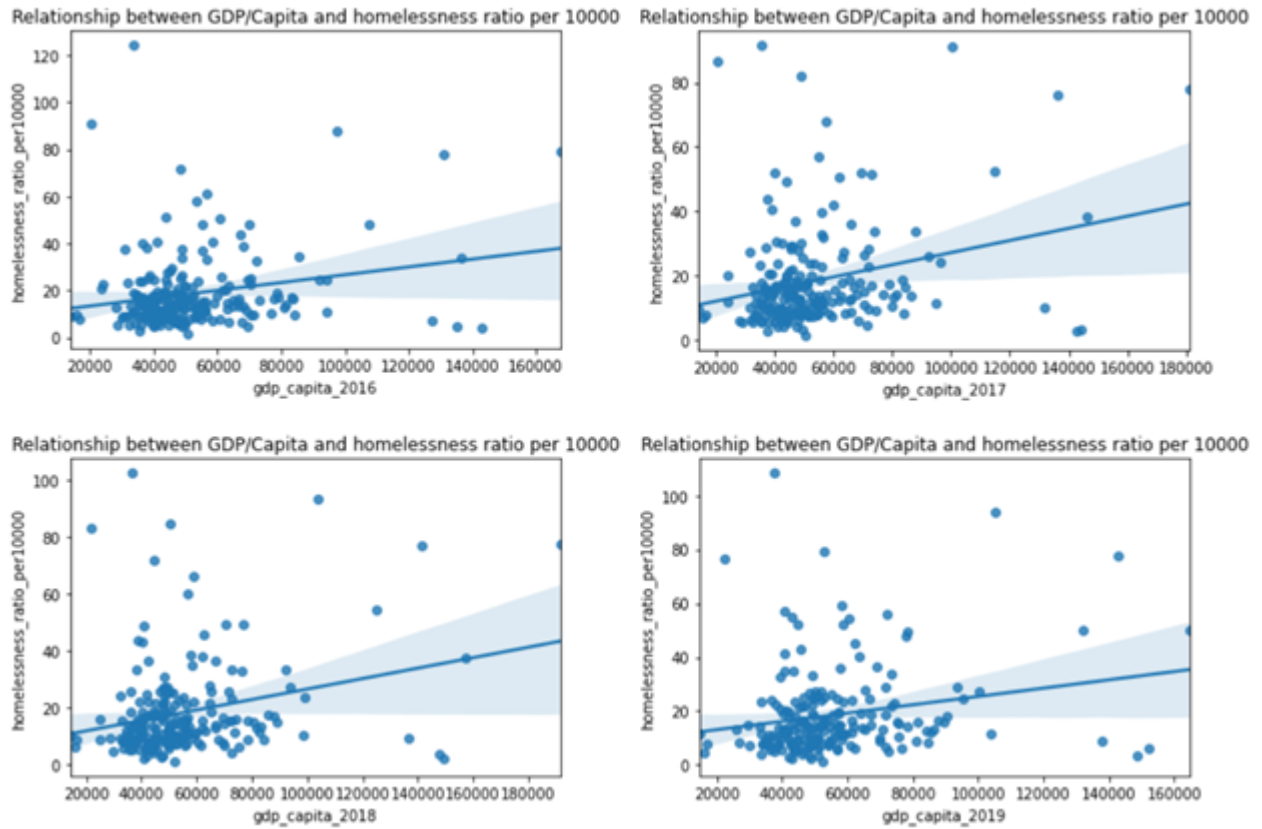 Relationship between GDP/Capita and homelessness ratio per 10000
homelessness_ratio_per10000
120
100
80
60
40
20
0
20000 40000 60000 80000 100000 120000 140000 160000
gdp_capita_2016
Relationship between GDP/Capita and homelessness ratio per 10000
homelessness_ratio_per10000
80
60
40
20
0
20000 40000 60000 80000 100000 120000 140000 160000 180000
gdp_capita_2017
Relationship between GDP/Capita and homelessness ratio per 10000
homelessness_ratio_per10000
100
80
60
40
20
0
20000 40000 60000 80000 100000 120000 140000 160000 180000
gdp_capita_2018
Relationship between GDP/Capita and homelessness ratio per 10000
homelessness_ratio_per10000
100
80
60
40
20
0
20000 40000 60000 80000 100000 120000 140000 160000
gdp_capita_2019